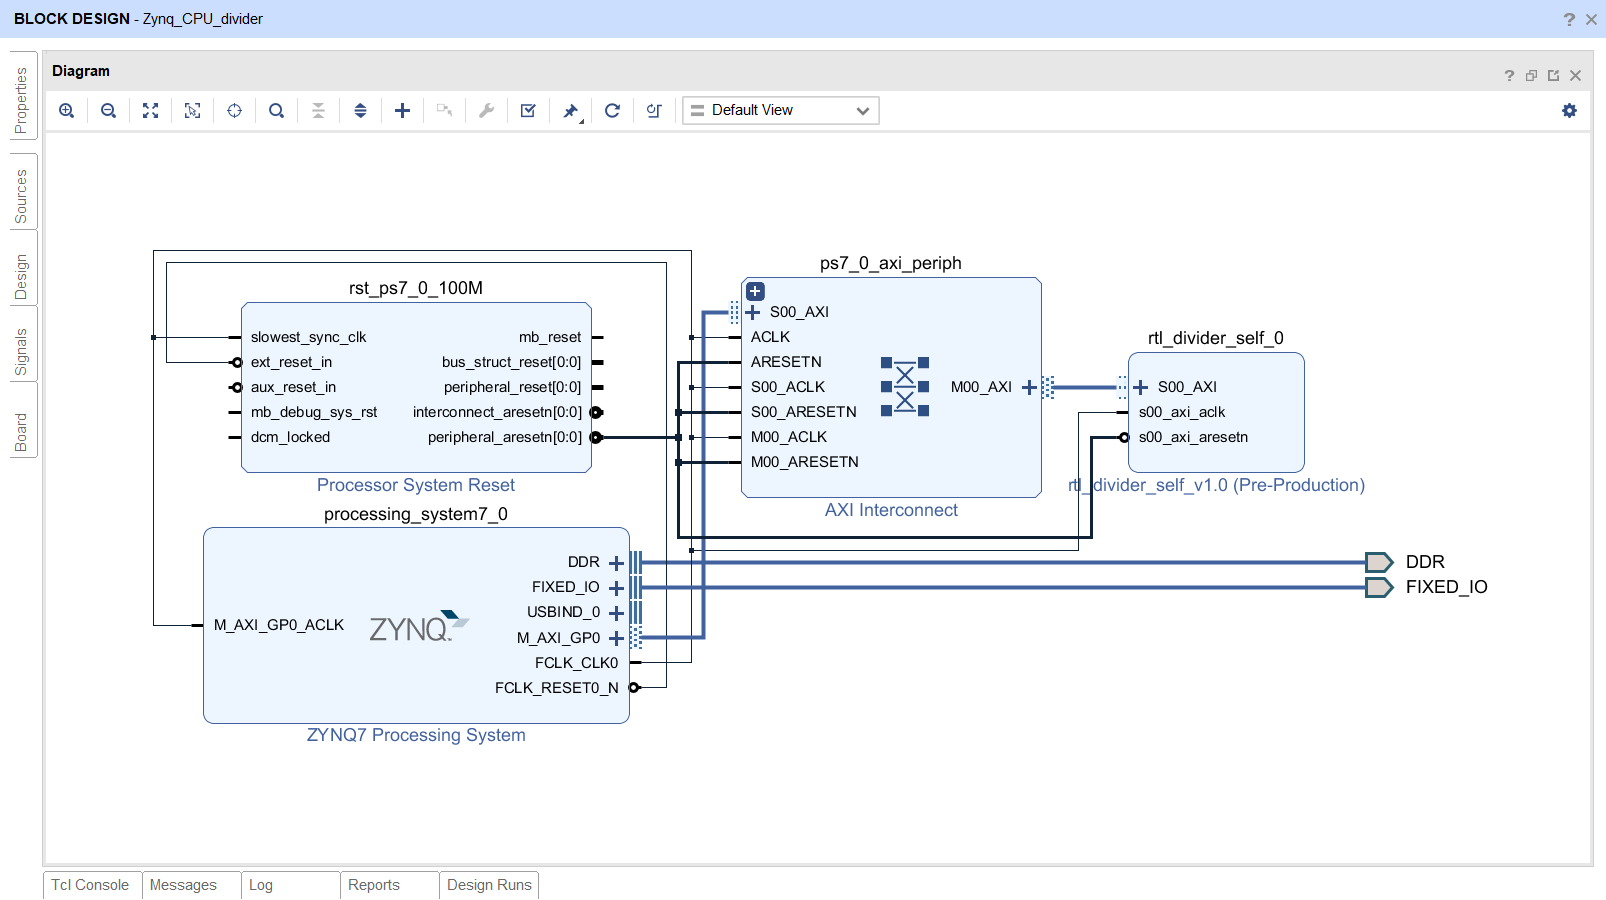 BLOCK DESIGN - Zynq_CPU_divider
Properties
Sources
Design
Signals
Board
Diagram
Default View
rst_ps7_0_100M
slowest_sync_clk
ext_reset_in
aux_reset_in
mb_debug_sys_rst
dcm_locked
mb_reset
bus_struct_reset[0:0]
peripheral_reset[0:0]
interconnect_aresetn[0:0]
peripheral_aresetn[0:0]
Processor System Reset
processing_system7_0
M_AXI_GP0_ACLK
ZYNQ.
DDR
FIXED_IO
USBIND_0
M_AXI_GP0
FCLK_CLK0
FCLK_RESET0_N
ZYNQ7 Processing System
ps7_0_axi_periph
S00_AXI
ACLK
ARESETN
S00_ACLK
S00_ARESETN
M00_ACLK
M00_ARESETN
M00_AXI
AXI Interconnect
rtl_divider_self_0
S00_AXI
s00_axi_aclk
s00_axi_aresetn
rtl_divider_self_v1.0 (Pre-Production)
DDR
FIXED_IO
Tcl Console
Messages
Log
Reports
Design Runs